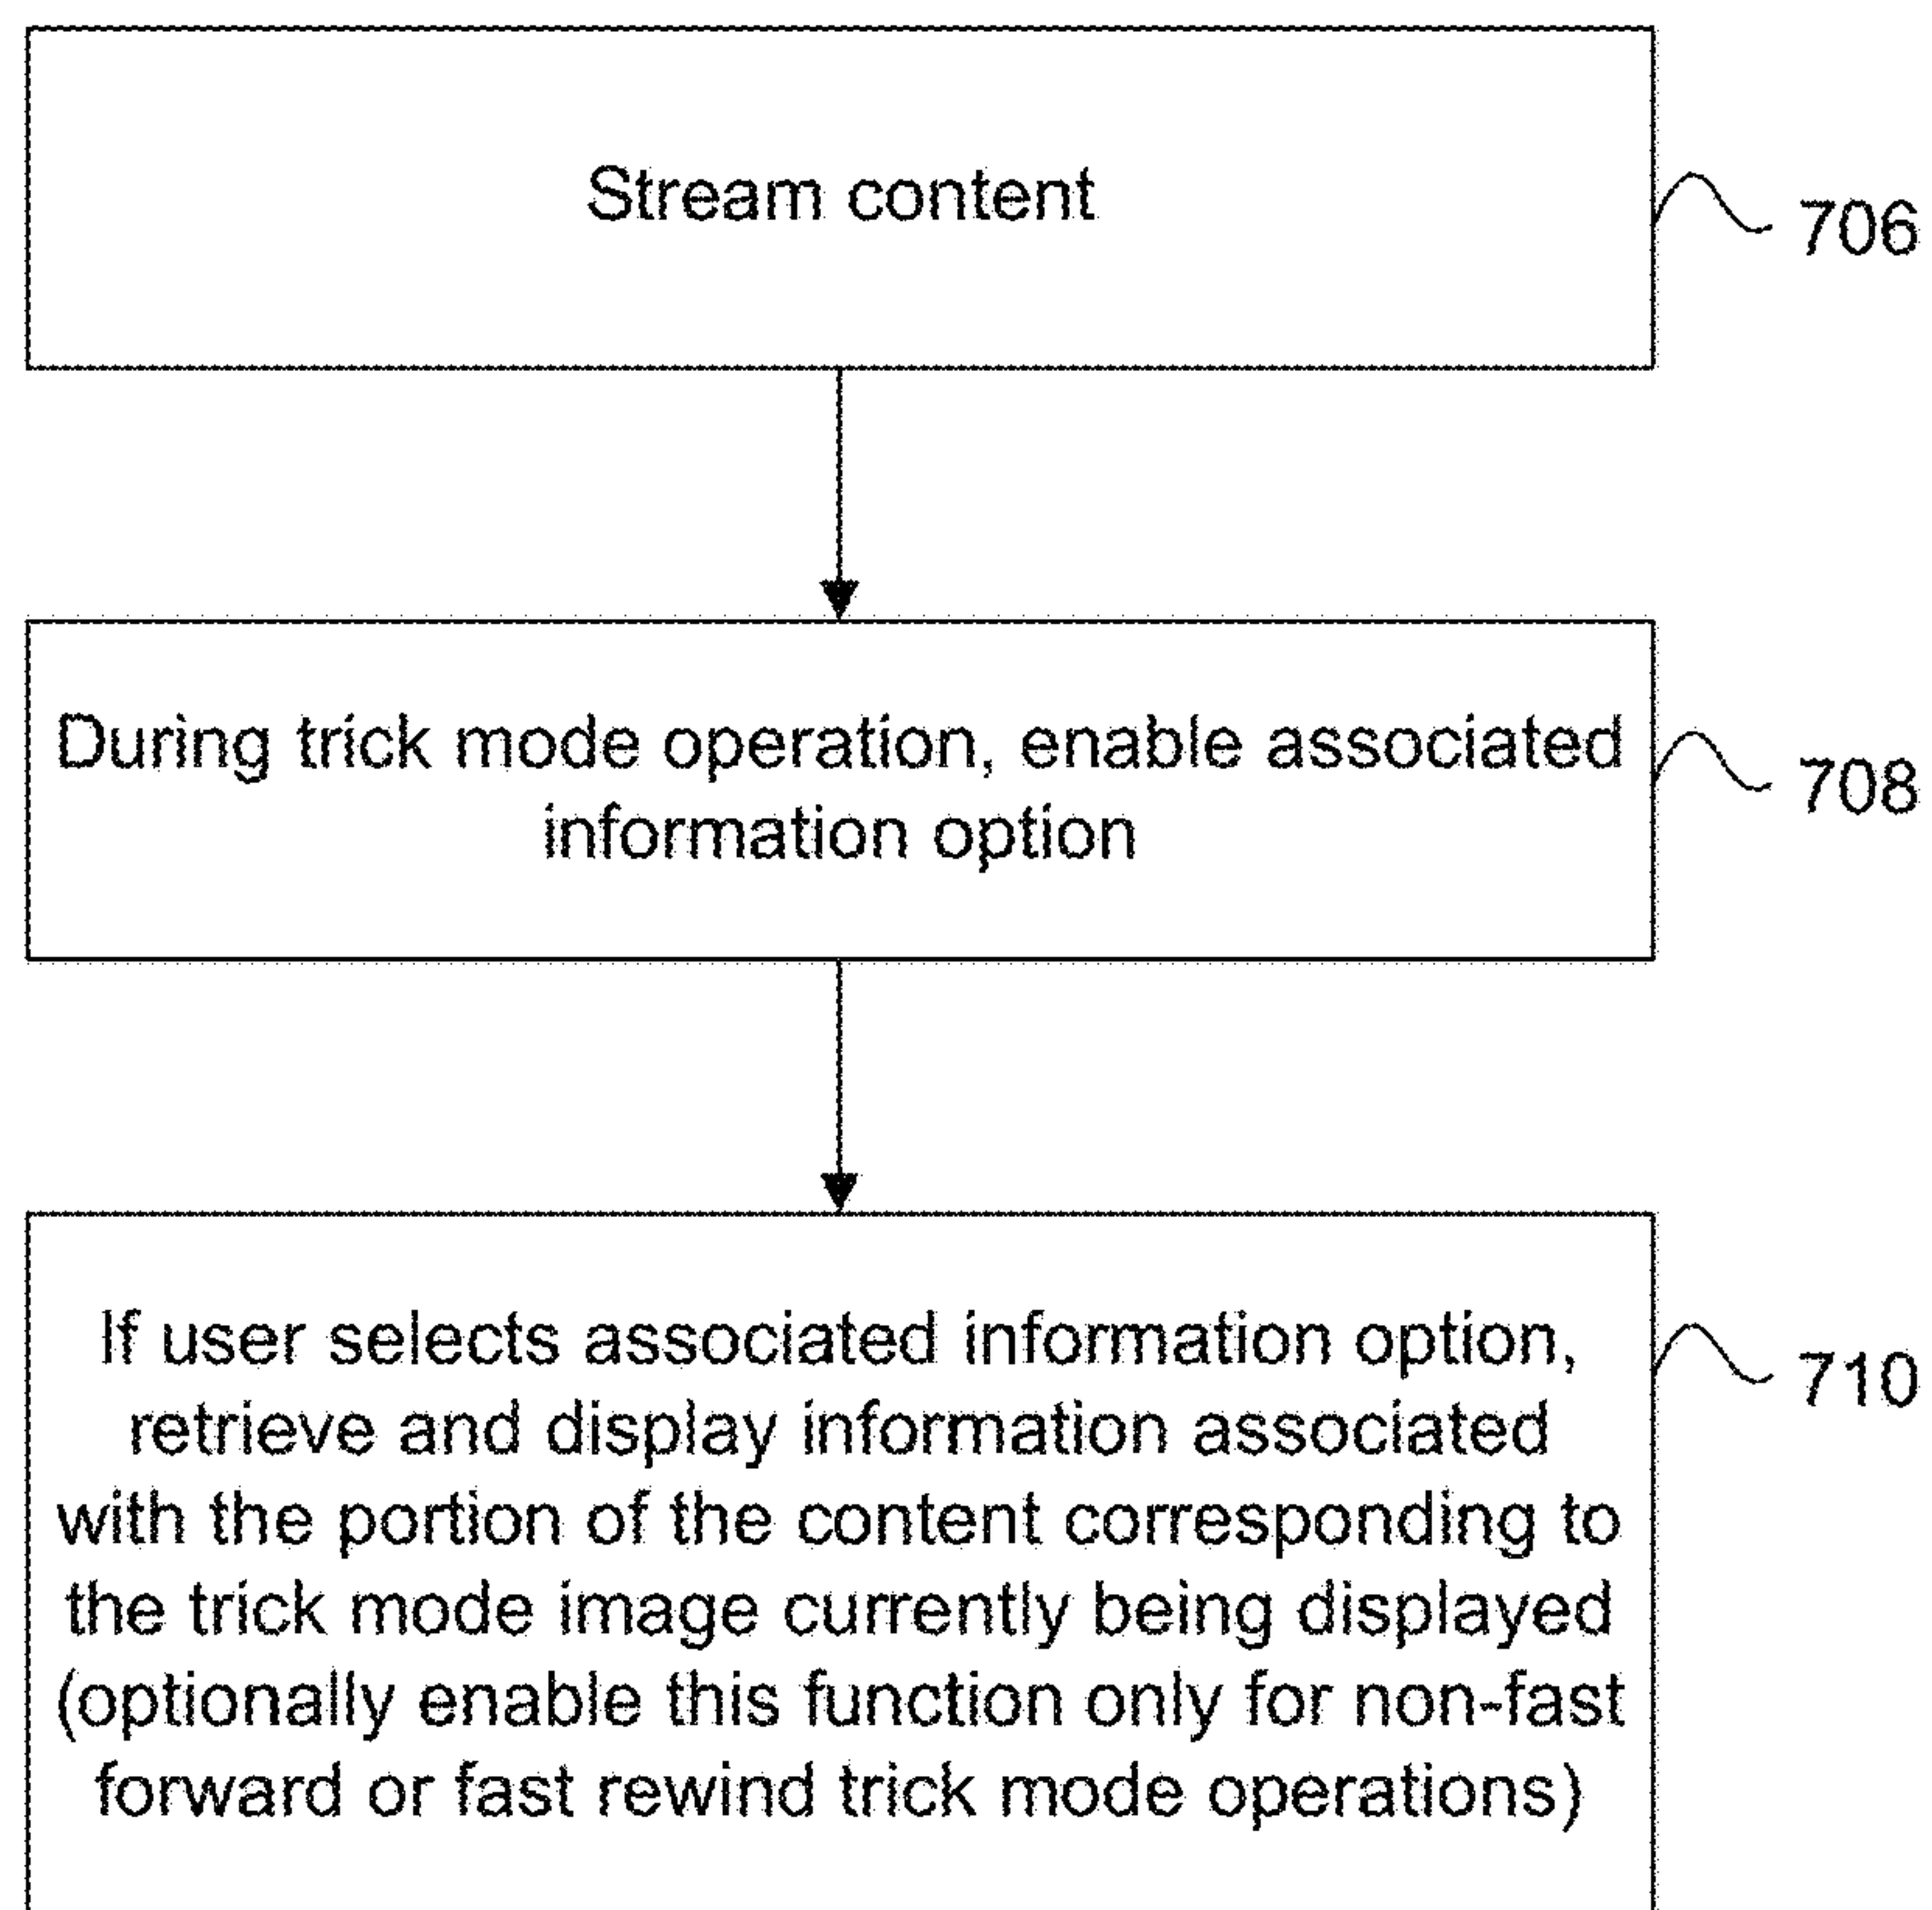 Stream content
706
During trick mode operation, enable associated
information option
708
If user selects associated information option,
retrieve and display information associated
with the portion of the content corresponding to
the trick mode image currently being displayed
(optionally enable this function only for non-fast
forward or fast rewind trick mode operations)
710